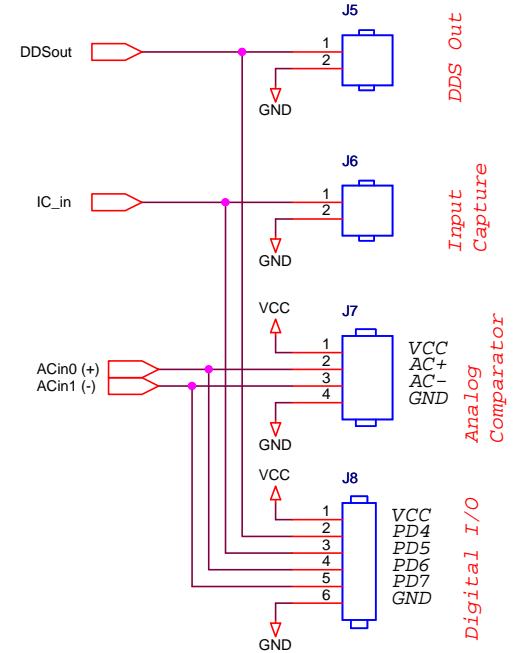 J5
DDSout
1
2
GND
DDS Out
J6
IC_in
1
2
GND
Input
Capture
J7
VCC
ACin0 (+)
ACin1 (-)
1
2
3
4
VCC
AC+
AC-
GND
GND
Analog
Comparator
J8
VCC
1
2
3
4
5
6
VCC
PD4
PD5
PD6
PD7
GND
GND
Digital I/O